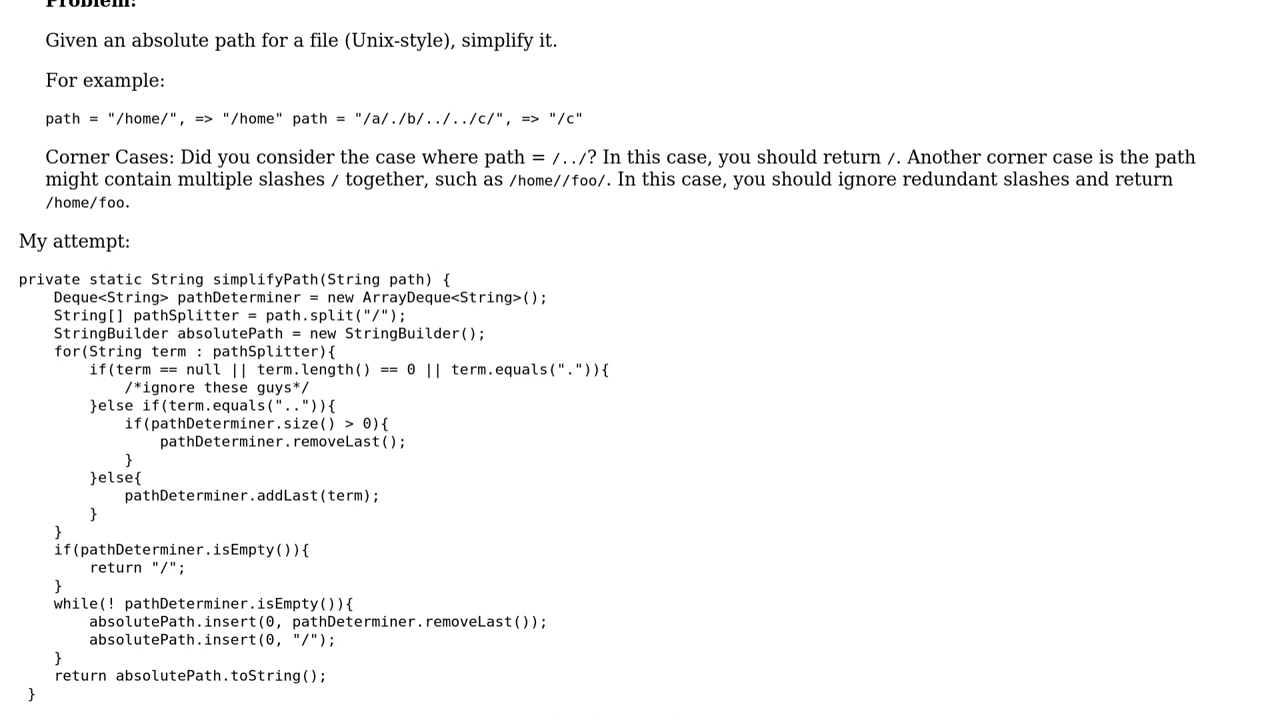 Problem:
Given an absolute path for a file (Unix-style), simplify it.
For example:
path = "/home/", => "/home" path = "/a/./b/../../c/", => "/c"
Corner Cases: Did you consider the case where path = /../? In this case, you should return /. Another corner case is the path
might contain multiple slashes / together, such as /home//foo/. In this case, you should ignore redundant slashes and return
/home/foo.
My attempt:
private static String simplifyPath(String path) {
    Deque<String> pathDeterminer = new ArrayDeque<String>();
    String[] pathSplitter = path.split("/");
    StringBuilder absolutePath = new StringBuilder();
    for(String term : pathSplitter){
        if(term == null || term.length() == 0 || term.equals(".")){
            /*ignore these guys*/
        }else if(term.equals("..")){
            if(pathDeterminer.size() > 0){
                pathDeterminer.removeLast();
            }
        }else{
            pathDeterminer.addLast(term);
        }
    }
    if(pathDeterminer.isEmpty()){
        return "/";
    }
    while(! pathDeterminer.isEmpty()){
        absolutePath.insert(0, pathDeterminer.removeLast());
        absolutePath.insert(0, "/");
    }
    return absolutePath.toString();
 }